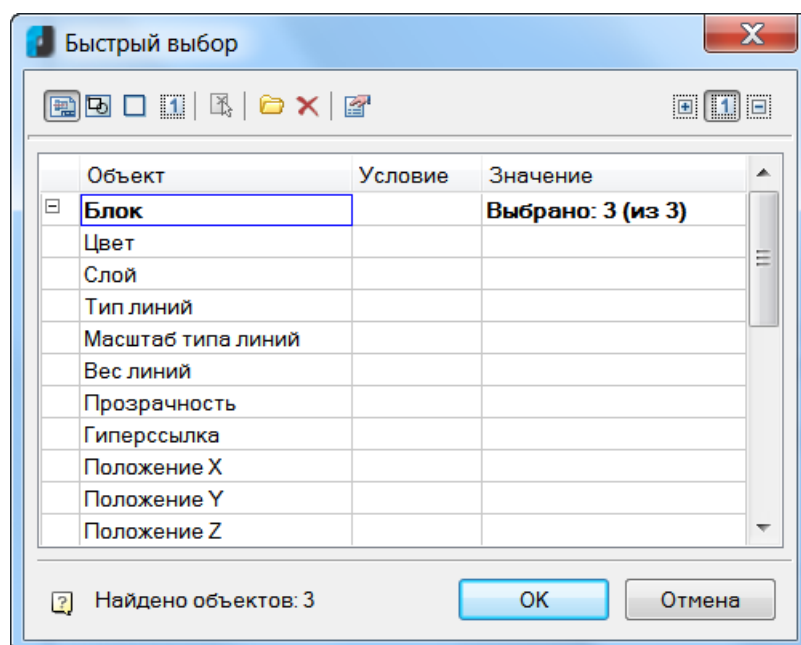 Быстрый выбор
Объект Условие Значение
Блок Выбрано: 3 (из 3)
Цвет
Слой
Тип линий
Масштаб типа линий
Вес линий
Прозрачность
Гиперссылка
Положение X
Положение Y
Положение Z
Найдено объектов: 3 OK Отмена